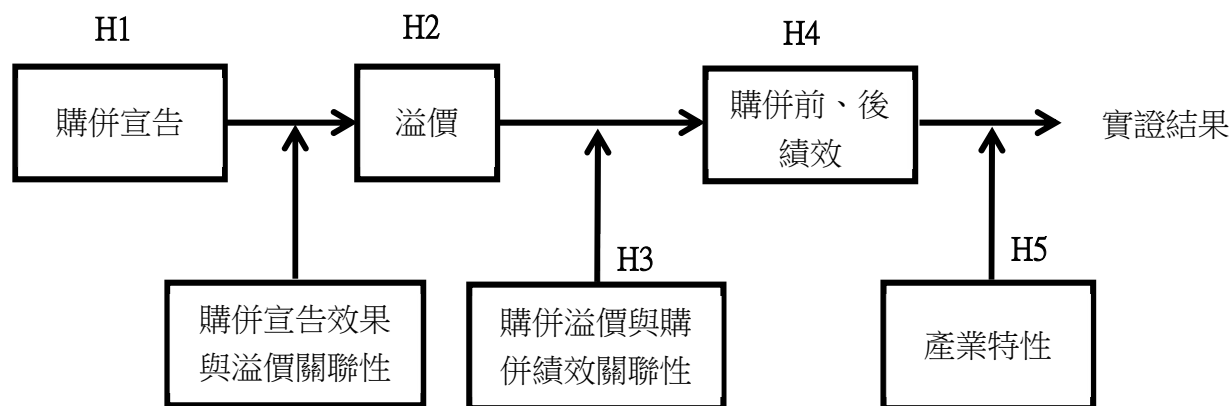 H1
H2
H4
購併宣告
溢價
購併前、後
績效
實證結果
H3
H5
購併宣告效果
與溢價關聯性
購併溢價與購
併績效關聯性
產業特性